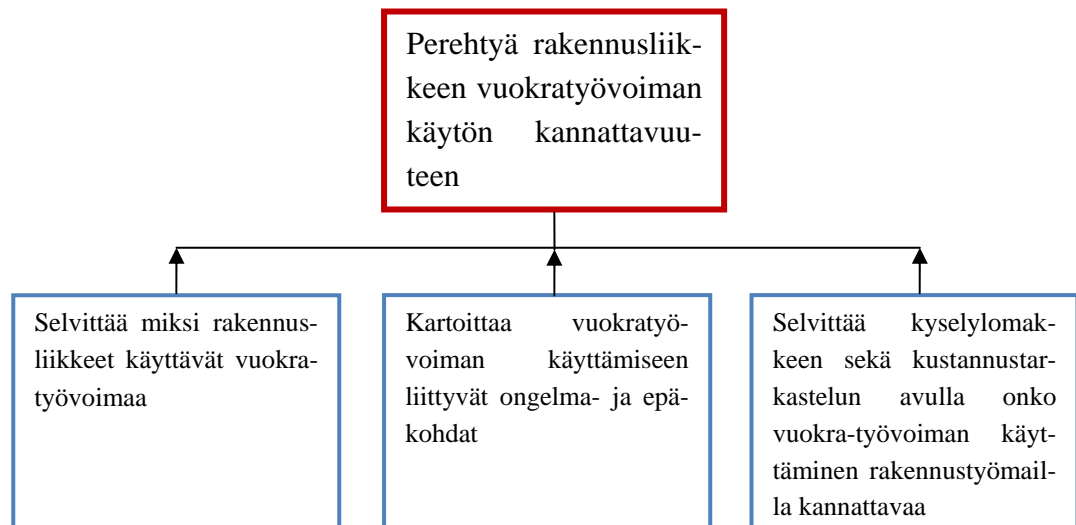 Perehtyä rakennusliik-
keen vuokratyövoiman
käytön kannattavuu-
teen
Selvittää miksi rakennus-
liikkeet käyttävät vuokra-
työvoimaa
Kartoittaa vuokratyö-
voiman käyttämiseen
liittyvät ongelma- ja epä-
kohdat
Selvittää kyselylomak-
keen sekä kustannustar-
kastelun avulla onko
vuokra-työvoiman käyt-
täminen rakennustyömail-
la kannattavaa